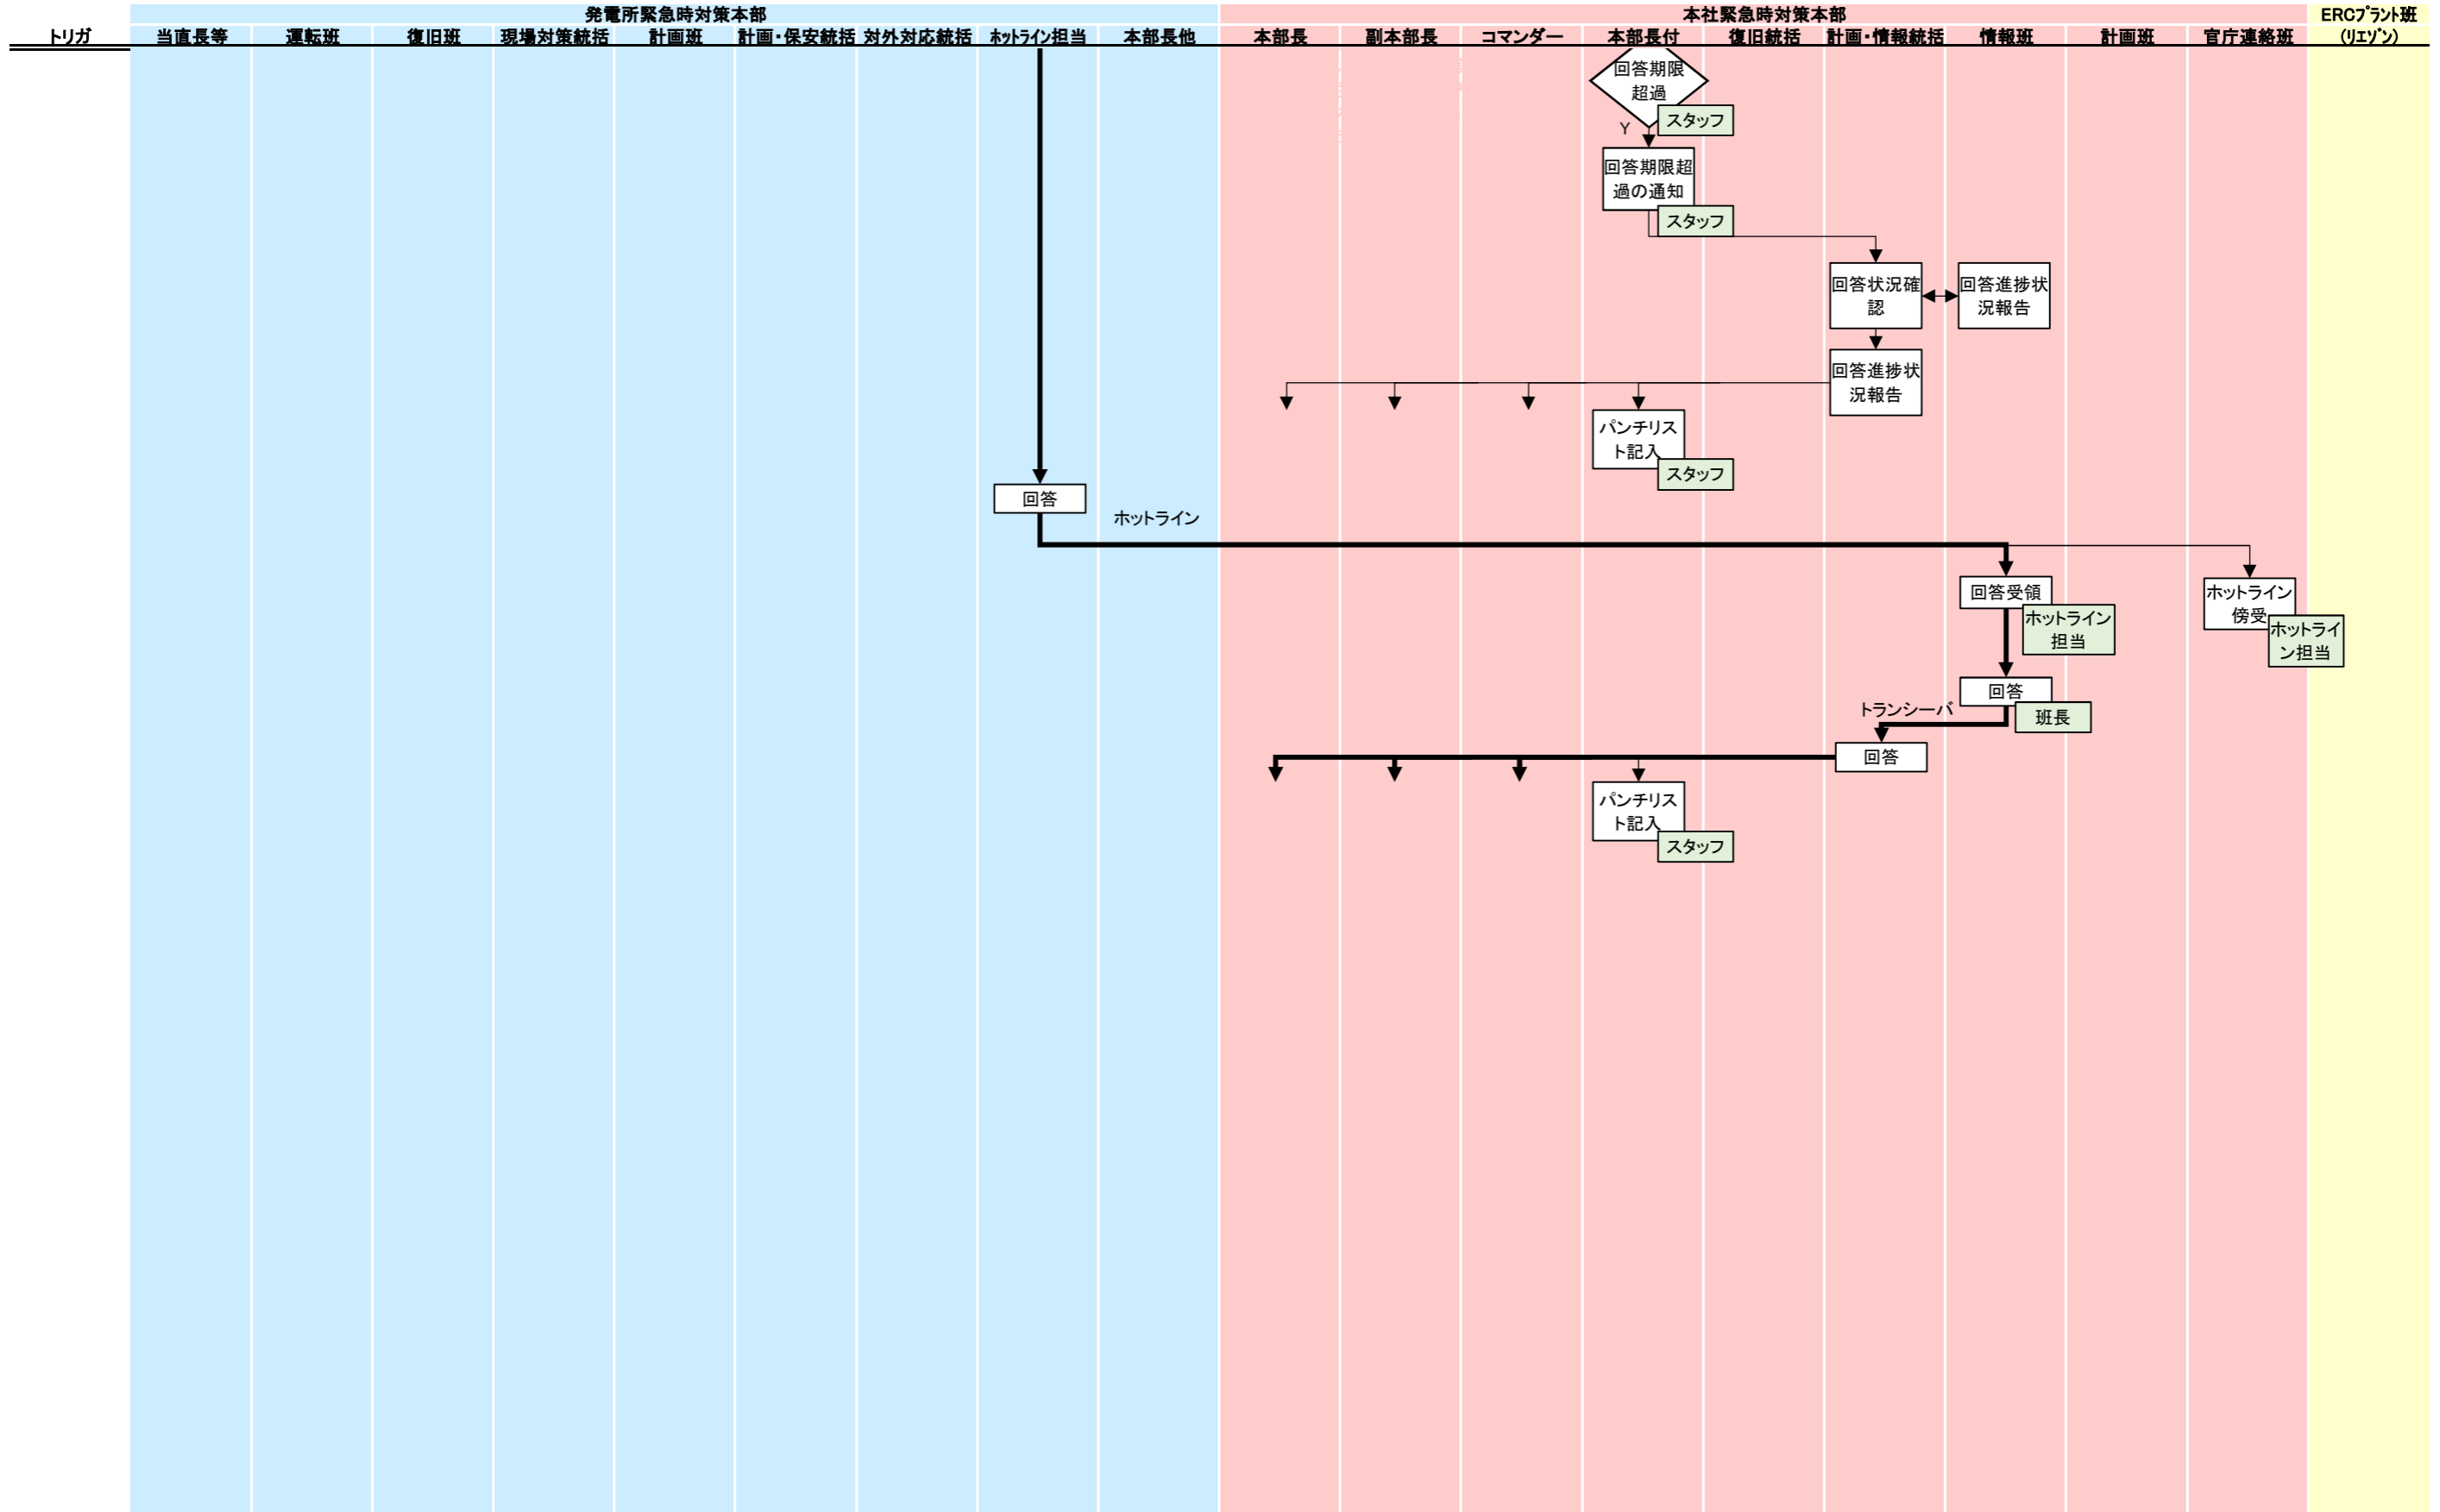 発電所緊急時対策本部
本社緊急時対策本部
ERCﾌﾟﾗﾝﾄ班
トリガ
当直長等
運転班
復旧班
現場対策統括
計画班
計画・保安統括
対外対応統括
ﾎｯﾄﾗｲﾝ担当
本部長他
本部長
副本部長
コマンダー
本部長付
復旧統括
計画・情報統括
情報班
計画班
官庁連絡班
(ﾘｴｿﾞﾝ)
回答期限
超過
スタッフ
Y
回答期限超
過の通知
スタッフ
回答状況確
認
回答進捗状
況報告
回答進捗状
況報告
パンチリス
ト記入
スタッフ
回答
ホットライン
回答受領
ホットライン
担当
ホットライン
傍受
ホットライ
ン担当
回答
班長
トランシーバ
回答
パンチリス
ト記入
スタッフ